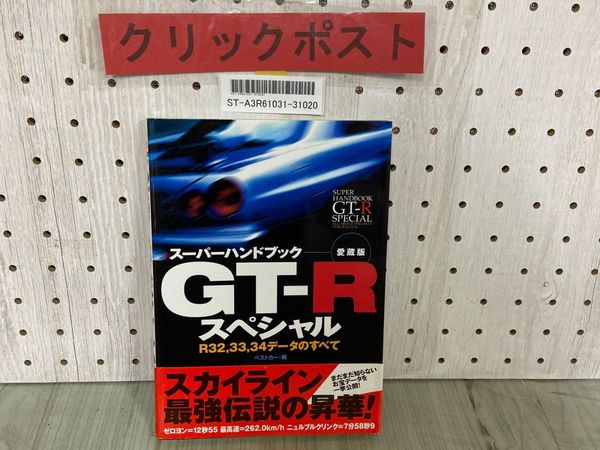 クリックポスト
ST-A3R61031-31020
SUPER
HANDBOOK
GT-R
SPECIAL
スーパーハンドブック
愛蔵版
GT-R
スペシャル
R32,33,34データのすべて
ベストカー・編
スカイライン
最強伝説の昇華!
まだまだ知らない
お宝データを
一挙公開!
ゼロヨン=12秒55 最高速=262.0km/h ニュルブルクリンク=7分58秒9